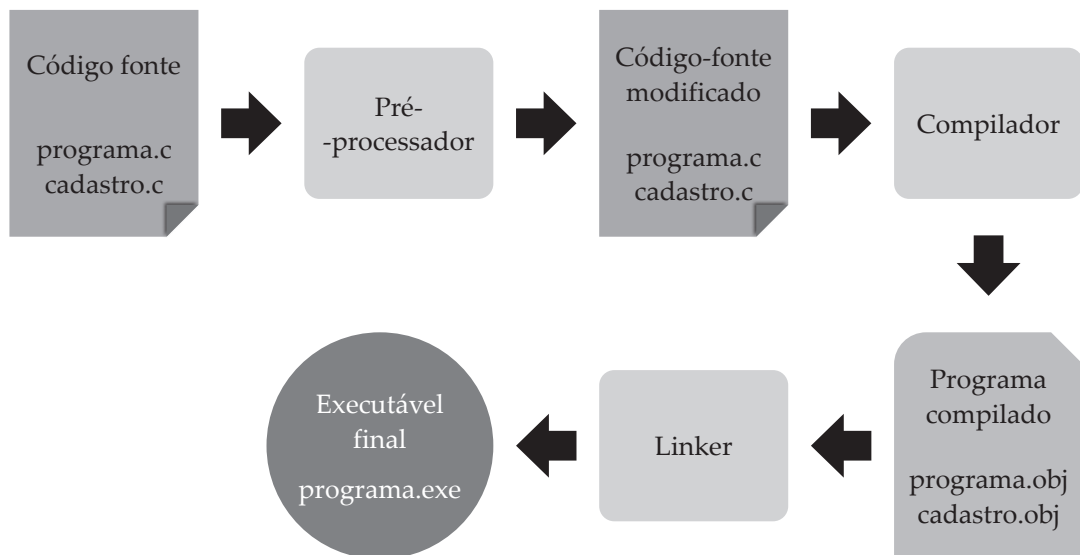 Código fonte
programa.c
cadastro.c
Pré-
-processador
Código-fonte
modificado
programa.c
cadastro.c
Compilador
Programa
compilado
programa.obj
cadastro.obj
Linker
Executável
final
programa.exe